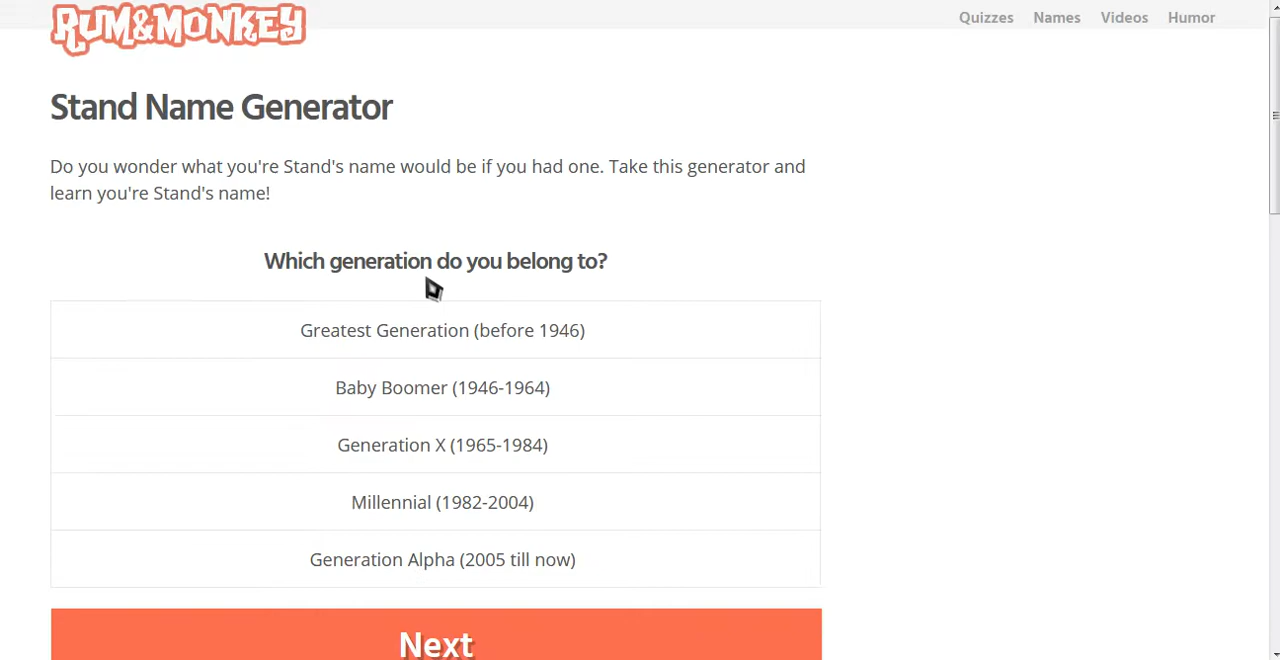 RUM&MONKEY
Quizzes Names Videos Humor
Stand Name Generator
Do you wonder what you're Stand's name would be if you had one. Take this generator and
learn you're Stand's name!
Which generation do you belong to?
Greatest Generation (before 1946)
Baby Boomer (1946-1964)
Generation X (1965-1984)
Millennial (1982-2004)
Generation Alpha (2005 till now)
Next